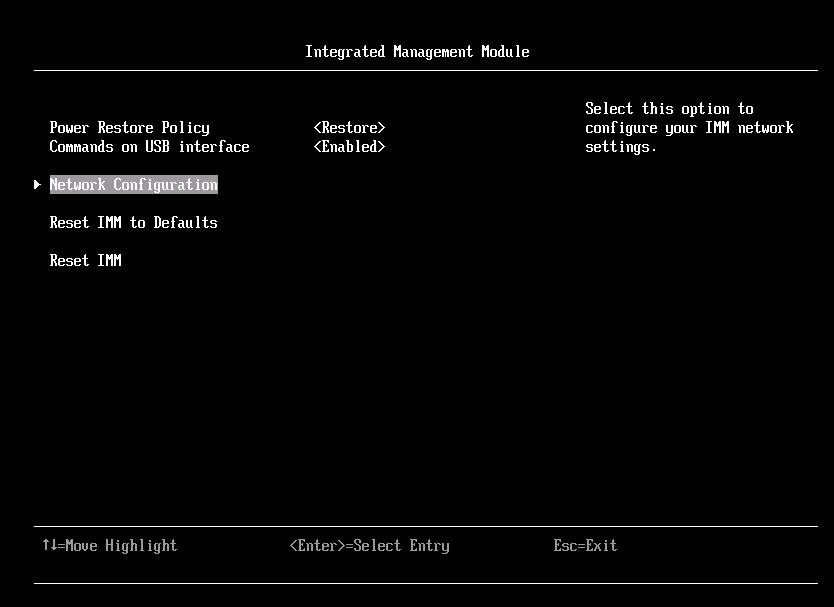 Integrated Management Module
Power Restore Policy <Restore>
Commands on USB interface <Enabled>
Network Configuration
Reset IMM to Defaults
Reset IMM
Select this option to
configure your IMM network
settings.
↑↓=Move Highlight <Enter>=Select Entry Esc=Exit